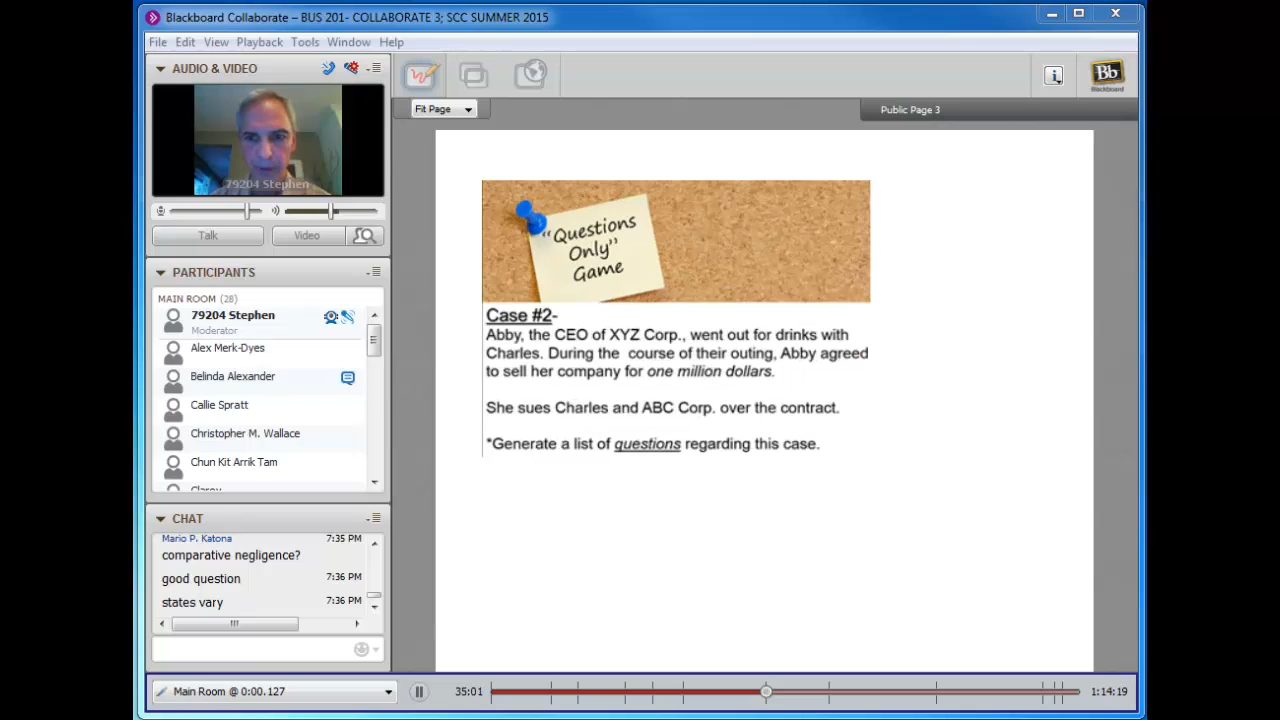 Blackboard Collaborate – BUS 201- COLLABORATE 3; SCC SUMMER 2015
File Edit View Playback Tools Window Help
AUDIO & VIDEO
79204 Stephen
Talk
Video
PARTICIPANTS
MAIN ROOM (28)
79204 Stephen
Moderator
Alex Merk-Dyes
Belinda Alexander
Callie Spratt
Christopher M. Wallace
Chun Kit Arrik Tam
CHAT
Mario P. Katona 7:35 PM
comparative negligence?
good question 7:36 PM
states vary 7:36 PM
Main Room @ 0:00.127
35:01
1:14:19
Fit Page
Public Page 3
i
Bb
Blackboard
"Questions
Only"
Game
Case #2-
Abby, the CEO of XYZ Corp., went out for drinks with
Charles. During the course of their outing, Abby agreed
to sell her company for one million dollars.
She sues Charles and ABC Corp. over the contract.
*Generate a list of questions regarding this case.